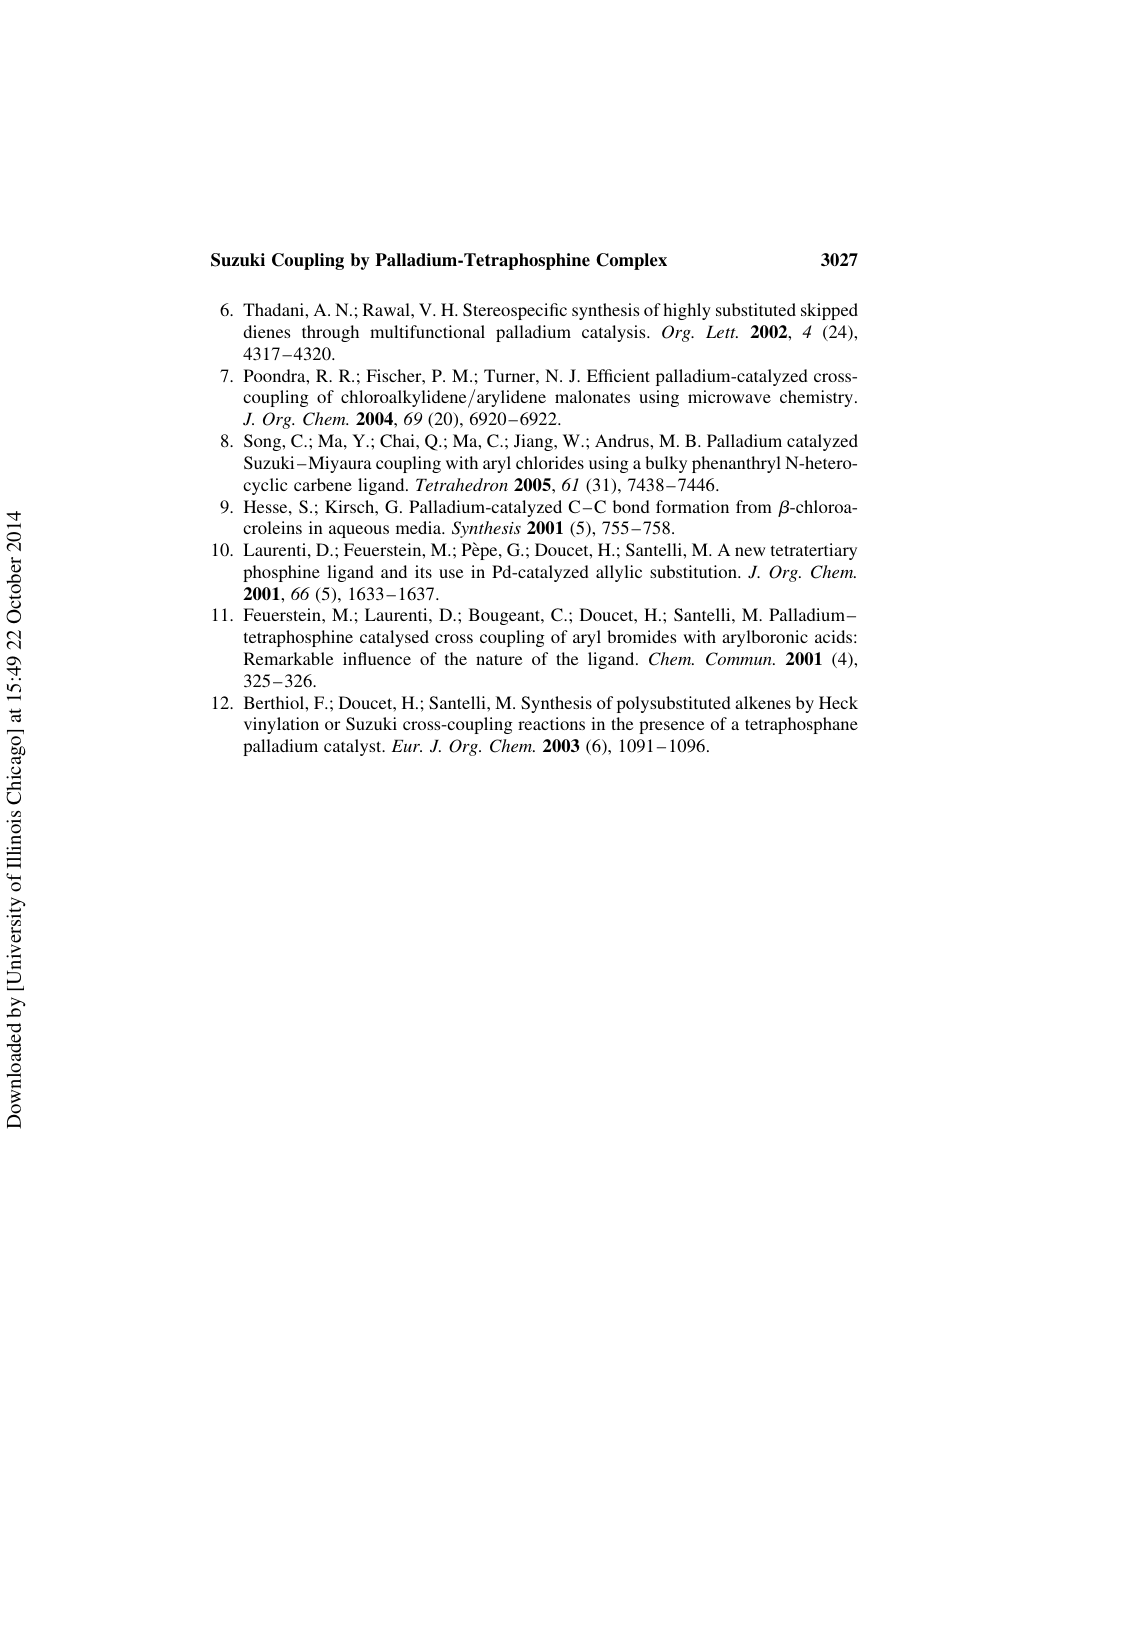 Suzuki Coupling by Palladium-Tetraphosphine Complex 3027
6. Thadani, A. N.; Rawal, V. H. Stereospecific synthesis of highly substituted skipped
dienes through multifunctional palladium catalysis. Org. Lett. 2002, 4 (24),
4317–4320.
7. Poondra, R. R.; Fischer, P. M.; Turner, N. J. Efficient palladium-catalyzed cross-
coupling of chloroalkylidene/arylidene malonates using microwave chemistry.
J. Org. Chem. 2004, 69 (20), 6920–6922.
8. Song, C.; Ma, Y.; Chai, Q.; Ma, C.; Jiang, W.; Andrus, M. B. Palladium catalyzed
Suzuki–Miyaura coupling with aryl chlorides using a bulky phenanthryl N-hetero-
cyclic carbene ligand. Tetrahedron 2005, 61 (31), 7438–7446.
9. Hesse, S.; Kirsch, G. Palladium-catalyzed C–C bond formation from β-chloroa-
croleins in aqueous media. Synthesis 2001 (5), 755–758.
10. Laurenti, D.; Feuerstein, M.; Pèpe, G.; Doucet, H.; Santelli, M. A new tetratertiary
phosphine ligand and its use in Pd-catalyzed allylic substitution. J. Org. Chem.
2001, 66 (5), 1633–1637.
11. Feuerstein, M.; Laurenti, D.; Bougeant, C.; Doucet, H.; Santelli, M. Palladium–
tetraphosphine catalysed cross coupling of aryl bromides with arylboronic acids:
Remarkable influence of the nature of the ligand. Chem. Commun. 2001 (4),
325–326.
12. Berthiol, F.; Doucet, H.; Santelli, M. Synthesis of polysubstituted alkenes by Heck
vinylation or Suzuki cross-coupling reactions in the presence of a tetraphosphane
palladium catalyst. Eur. J. Org. Chem. 2003 (6), 1091–1096.
Downloaded by [University of Illinois Chicago] at 15:49 22 October 2014